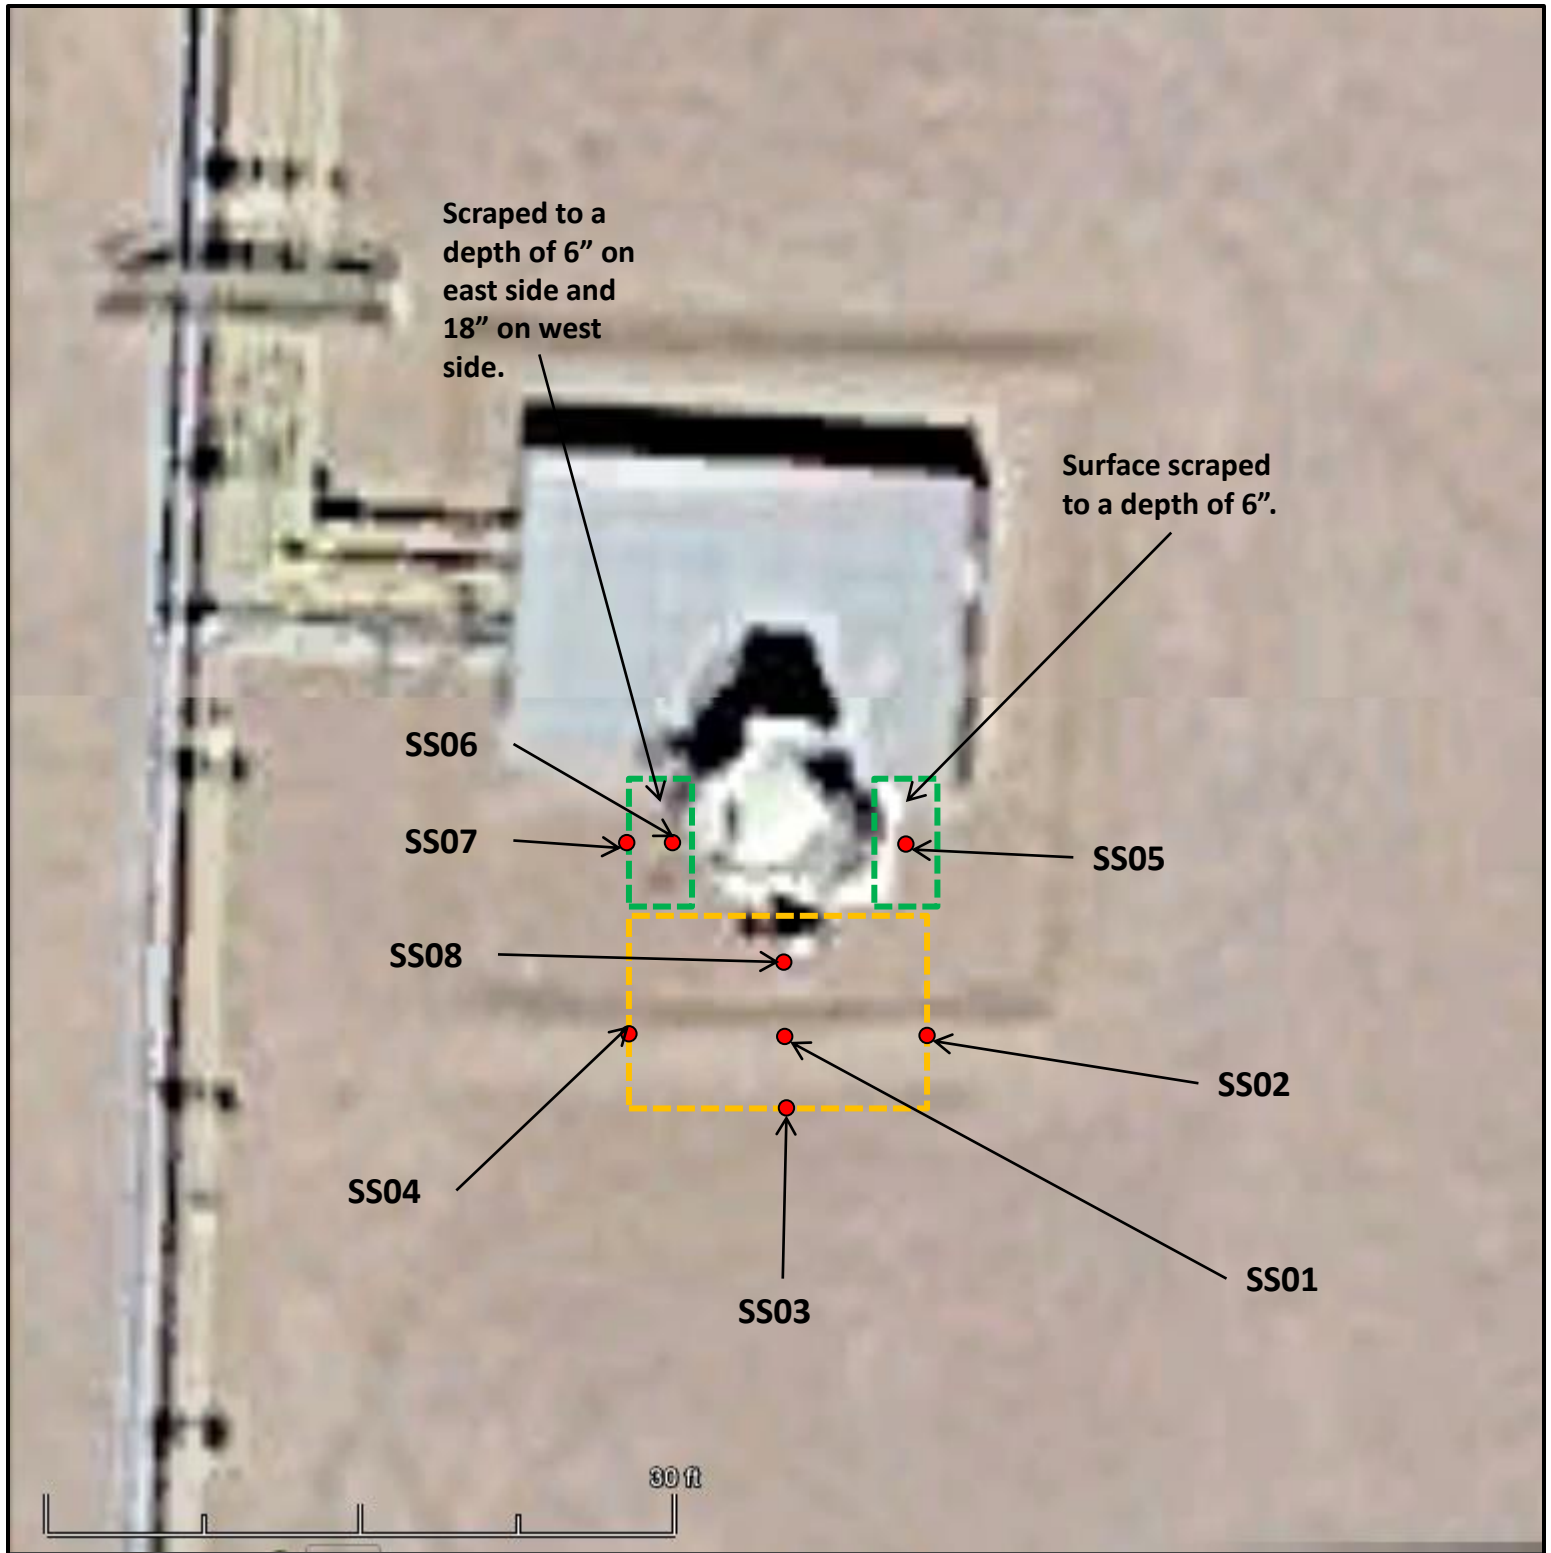 Scraped to a
depth of 6” on
east side and
18” on west
side.
Surface scraped
to a depth of 6”.
SS06
SS07
SS05
SS08
SS02
SS04
SS01
SS03
30 ft